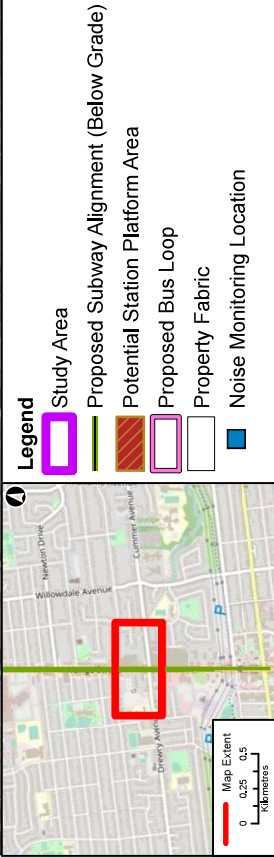 Legend
Study Area
Proposed Subway Alignment (Below Grade)
Potential Station Platform Area
Proposed Bus Loop
Property Fabric
Noise Monitoring Location
Newton Drive
Willowdale Avenue
Cummer Avenue
Drewry Avenu
P
P
Map Extent
0 0.25 0.5
Kilometres